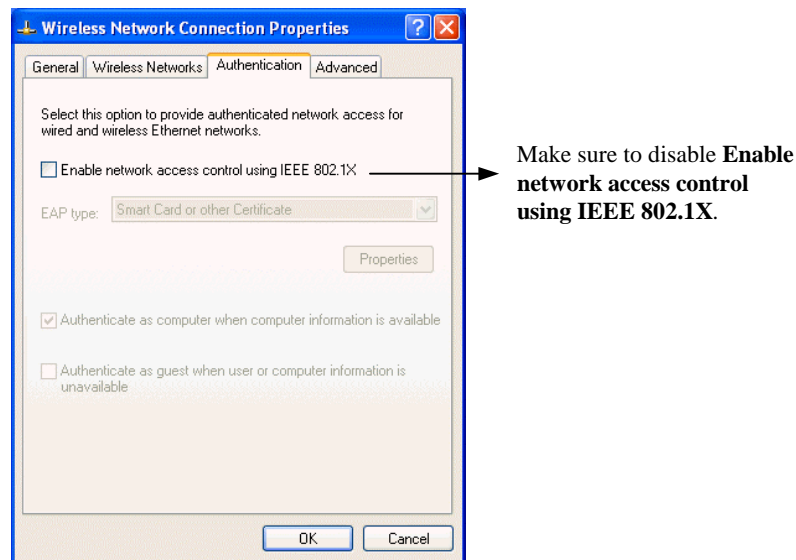 Wireless Network Connection Properties
General
Wireless Networks
Authentication
Advanced
Select this option to provide authenticated network access for
wired and wireless Ethernet networks.
Enable network access control using IEEE 802.1X
EAP type:
Smart Card or other Certificate
Properties
Authenticate as computer when computer information is available
Authenticate as guest when user or computer information is
unavailable
OK
Cancel
Make sure to disable Enable
network access control
using IEEE 802.1X.